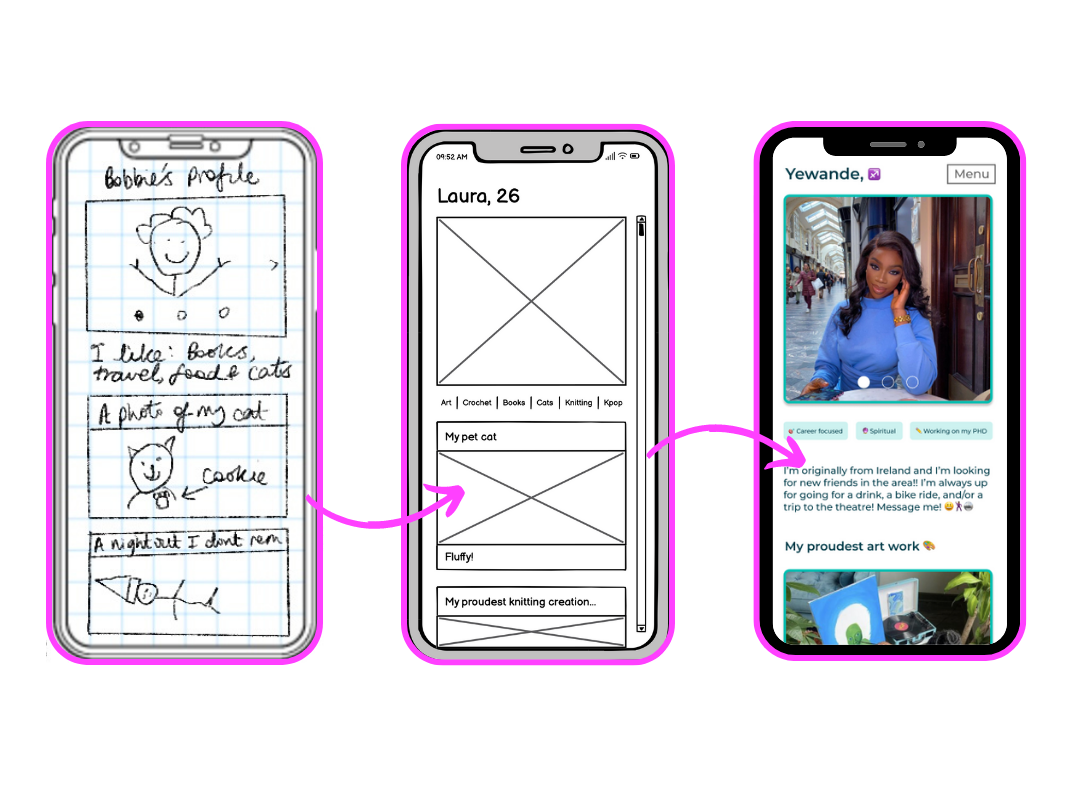 Bobbie's Profile
I like: Books,
travel, food & cats
A photo of my cat
cookie
A night out I dont rem
09:52 AM
Laura, 26
Art | Crochet | Books | Cats | Knitting | Kpop
My pet cat
Fluffy!
My proudest knitting creation...
Yewande, ♐
Menu
🎯 Career focused
🔮 Spiritual
✏️ Working on my PHD
I'm originally from Ireland and I'm looking
for new friends in the area!! I'm always up
for going for a drink, a bike ride, and/or a
trip to the theatre! Message me! 😀🕺🏻
My proudest art work 🎨